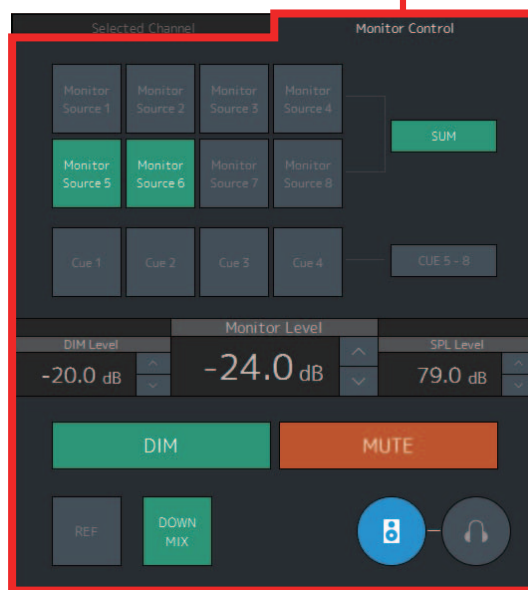 Selected Channel
Monitor Control
Monitor Source 1
Monitor Source 2
Monitor Source 3
Monitor Source 4
SUM
Monitor Source 5
Monitor Source 6
Monitor Source 7
Monitor Source 8
Cue 1
Cue 2
Cue 3
Cue 4
CUE 5 - 8
Monitor Level
DIM Level
SPL Level
-20.0 dB
-24.0 dB
79.0 dB
DIM
MUTE
REF
DOWN
MIX